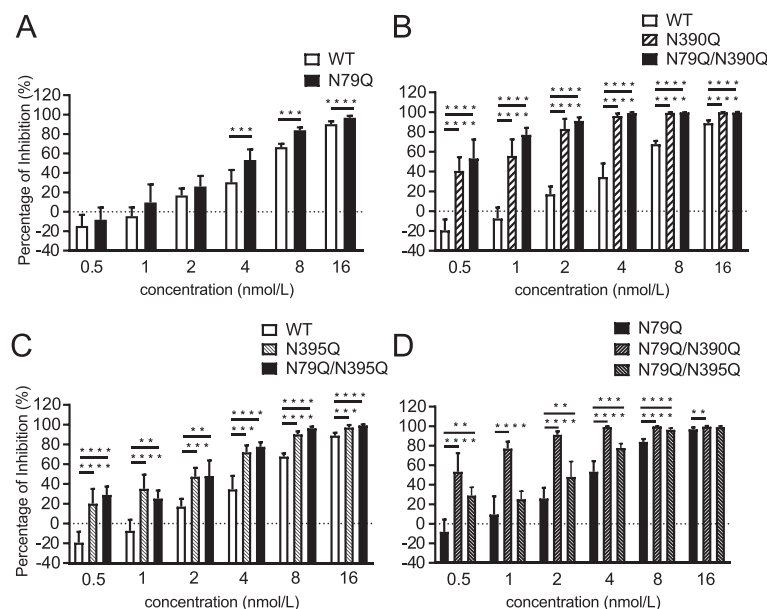 A
WT
N79Q
Percentage of Inhibition (%)
120
100
80
60
40
20
0
-20
-40
*** *** ****
0.5 1 2 4 8 16
concentration (nmol/L)
B
WT
N390Q
N79Q/N390Q
120
100
80
60
40
20
0
-20
-40
**** **** **** **** **** ****
**** **** **** **** **** ****
0.5 1 2 4 8 16
concentration (nmol/L)
C
WT
N395Q
N79Q/N395Q
Percentage of Inhibition (%)
120
100
80
60
40
20
0
-20
-40
**** ** ** **** **** ****
**** **** *** *** **** ***
0.5 1 2 4 8 16
concentration (nmol/L)
D
N79Q
N79Q/N390Q
N79Q/N395Q
120
100
80
60
40
20
0
-20
-40
** ** *** ****
**** **** **** **** **** **
0.5 1 2 4 8 16
concentration (nmol/L)